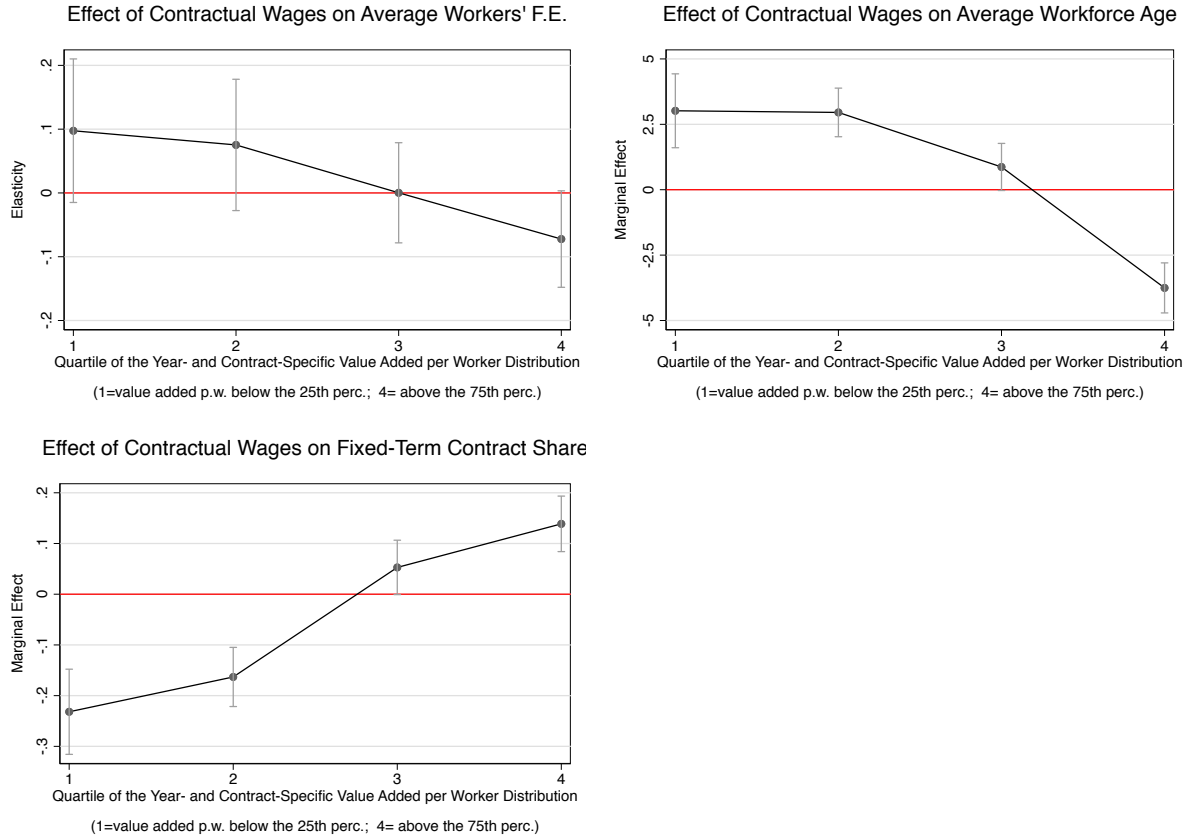 Effect of Contractual Wages on Average Workers' F.E.
.2
.1
0
-.1
-.2
Elasticity
1 2 3 4
Quartile of the Year- and Contract-Specific Value Added per Worker Distribution
(1=value added p.w. below the 25th perc.; 4= above the 75th perc.)
Effect of Contractual Wages on Average Workforce Age
5
2.5
0
-2.5
-5
Marginal Effect
1 2 3 4
Quartile of the Year- and Contract-Specific Value Added per Worker Distribution
(1=value added p.w. below the 25th perc.; 4= above the 75th perc.)
Effect of Contractual Wages on Fixed-Term Contract Share
.2
.1
0
-.1
-.2
-.3
Marginal Effect
1 2 3 4
Quartile of the Year- and Contract-Specific Value Added per Worker Distribution
(1=value added p.w. below the 25th perc.; 4= above the 75th perc.)